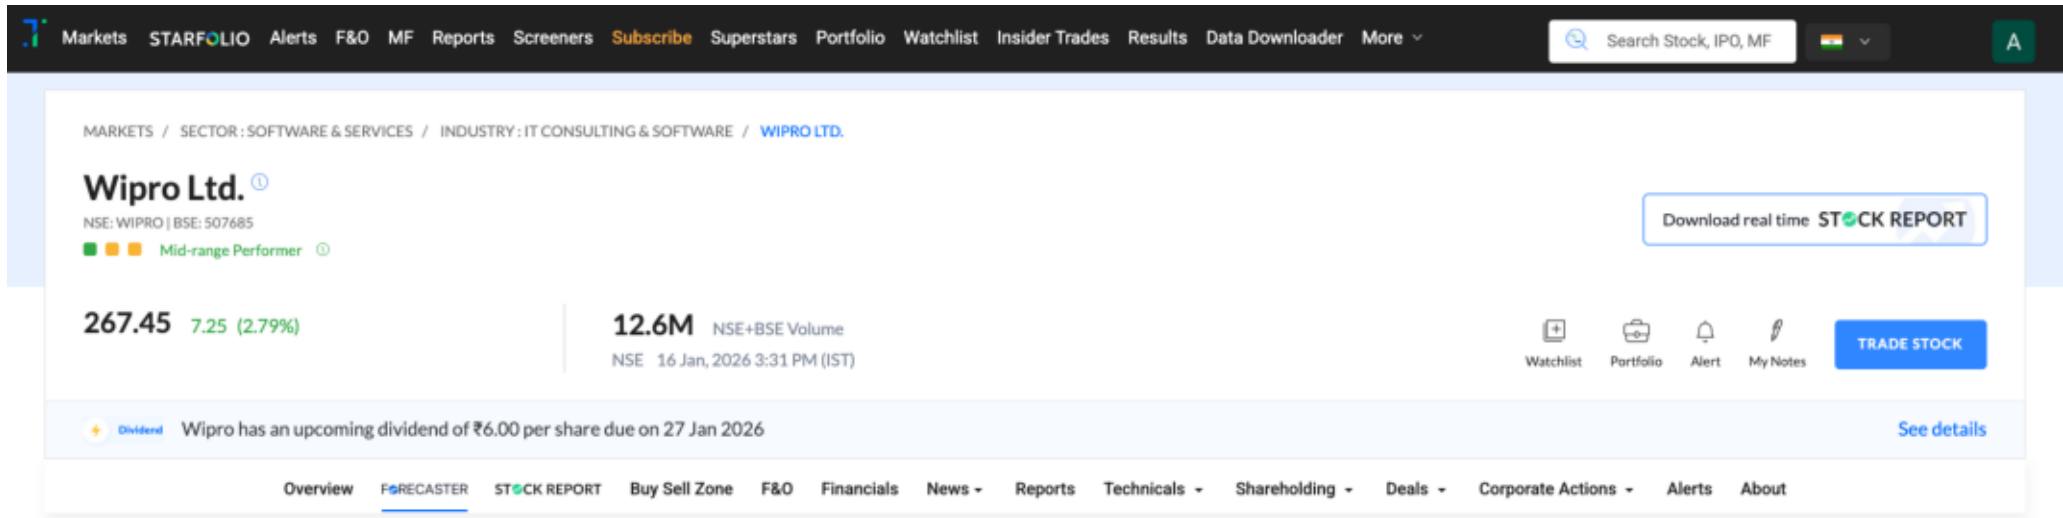 Markets STARFOLIO Alerts F&O MF Reports Screeners Subscribe Superstars Portfolio Watchlist Insider Trades Results Data Downloader More Search Stock, IPO, MF A
MARKETS / SECTOR : SOFTWARE & SERVICES / INDUSTRY : IT CONSULTING & SOFTWARE / WIPRO LTD.
Wipro Ltd.
NSE: WIPRO | BSE: 507685
Mid-range Performer
Download real time STOCK REPORT
267.45 7.25 (2.79%)
12.6M NSE+BSE Volume
NSE 16 Jan, 2026 3:31 PM (IST)
Watchlist Portfolio Alert My Notes TRADE STOCK
Dividend Wipro has an upcoming dividend of ₹6.00 per share due on 27 Jan 2026 See details
Overview FORECASTER STOCK REPORT Buy Sell Zone F&O Financials News Reports Technicals Shareholding Deals Corporate Actions Alerts About